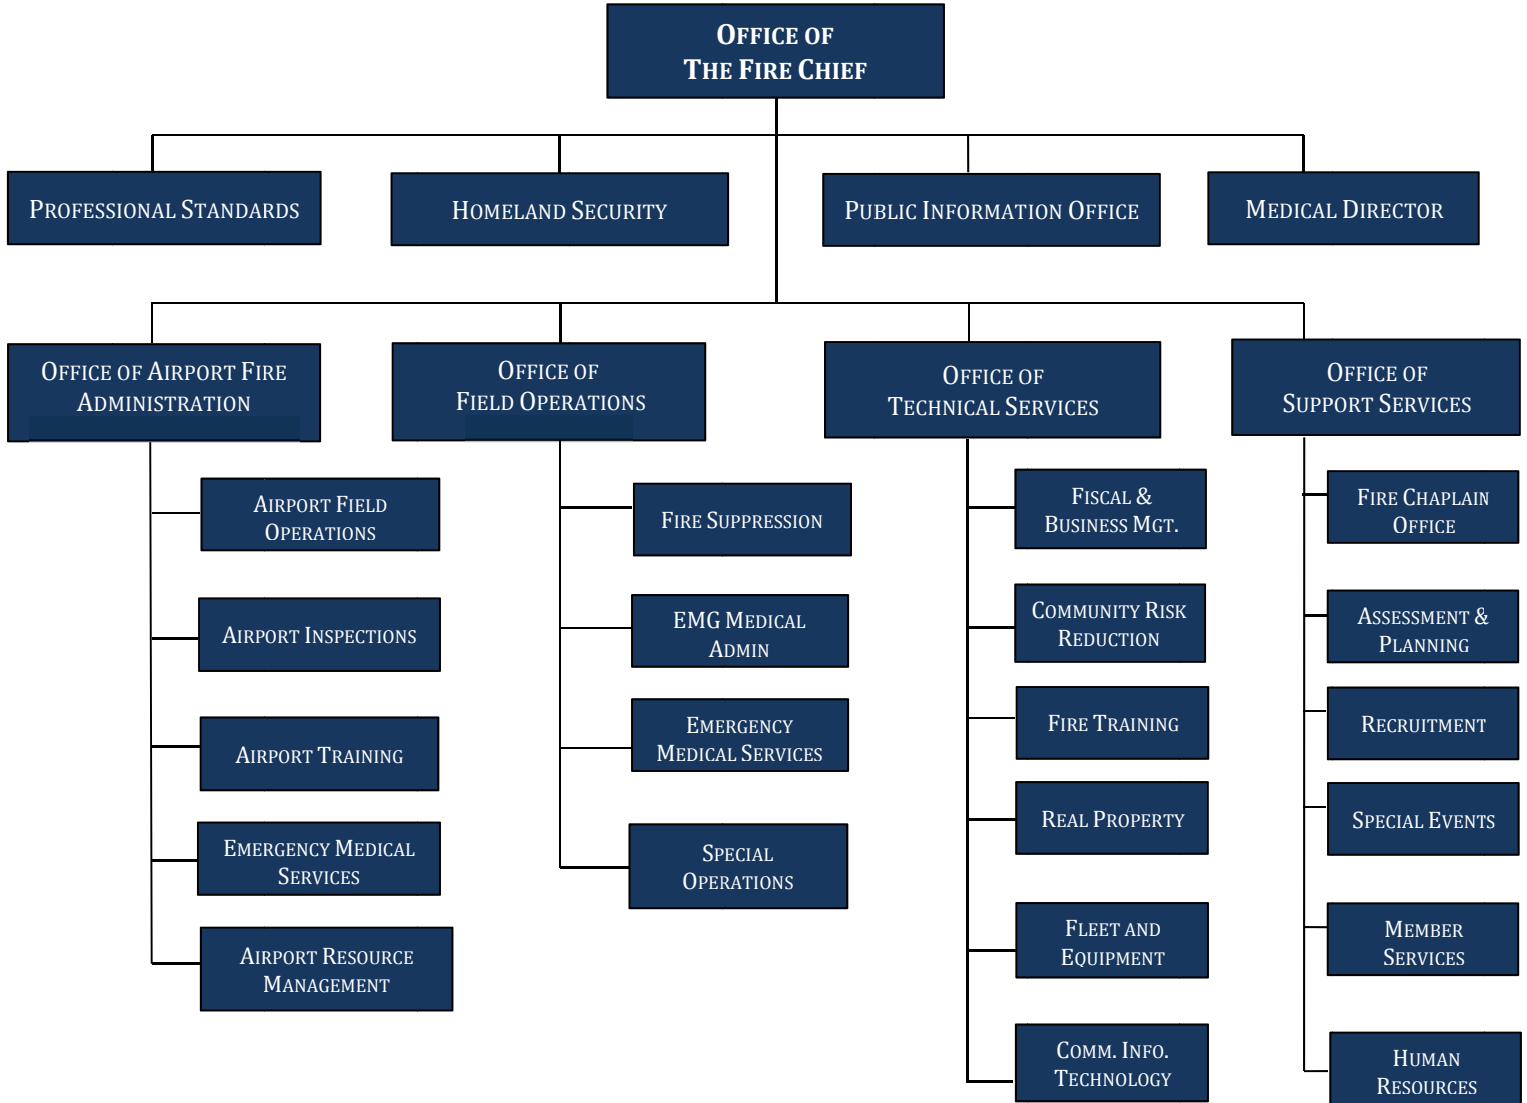 OFFICE OF
THE FIRE CHIEF
PROFESSIONAL STANDARDS
HOMELAND SECURITY
PUBLIC INFORMATION OFFICE
MEDICAL DIRECTOR
OFFICE OF AIRPORT FIRE
ADMINISTRATION
OFFICE OF
FIELD OPERATIONS
OFFICE OF
TECHNICAL SERVICES
OFFICE OF
SUPPORT SERVICES
AIRPORT FIELD
OPERATIONS
AIRPORT INSPECTIONS
AIRPORT TRAINING
EMERGENCY MEDICAL
SERVICES
AIRPORT RESOURCE
MANAGEMENT
FIRE SUPPRESSION
EMG MEDICAL
ADMIN
EMERGENCY
MEDICAL SERVICES
SPECIAL
OPERATIONS
FISCAL &
BUSINESS MGT.
COMMUNITY RISK
REDUCTION
FIRE TRAINING
REAL PROPERTY
FLEET AND
EQUIPMENT
COMM. INFO.
TECHNOLOGY
FIRE CHAPLAIN
OFFICE
ASSESSMENT &
PLANNING
RECRUITMENT
SPECIAL EVENTS
MEMBER
SERVICES
HUMAN
RESOURCES